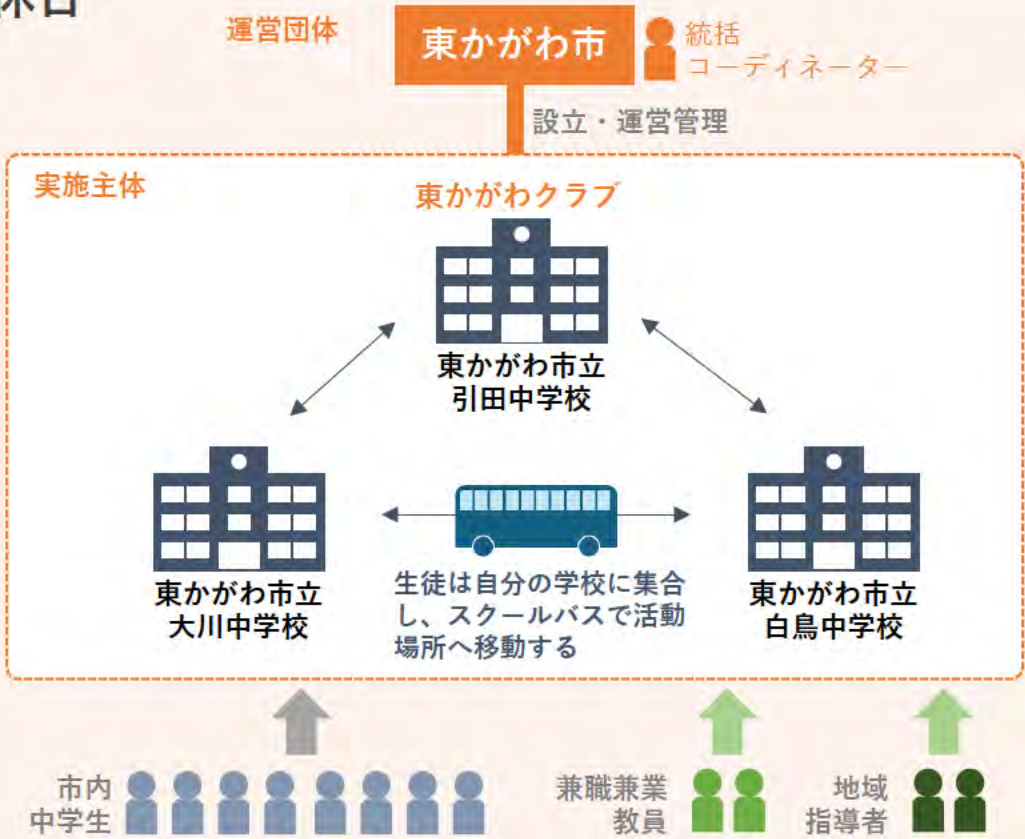 休日
運営団体
東かがわ市
統括
コーディネーター
設立・運営管理
実施主体
東かがわクラブ
東かがわ市立
引田中学校
東かがわ市立
大川中学校
生徒は自分の学校に集合
し、スクールバスで活動
場所へ移動する
東かがわ市立
白鳥中学校
市内
中学生
兼職兼業
教員
地域
指導者